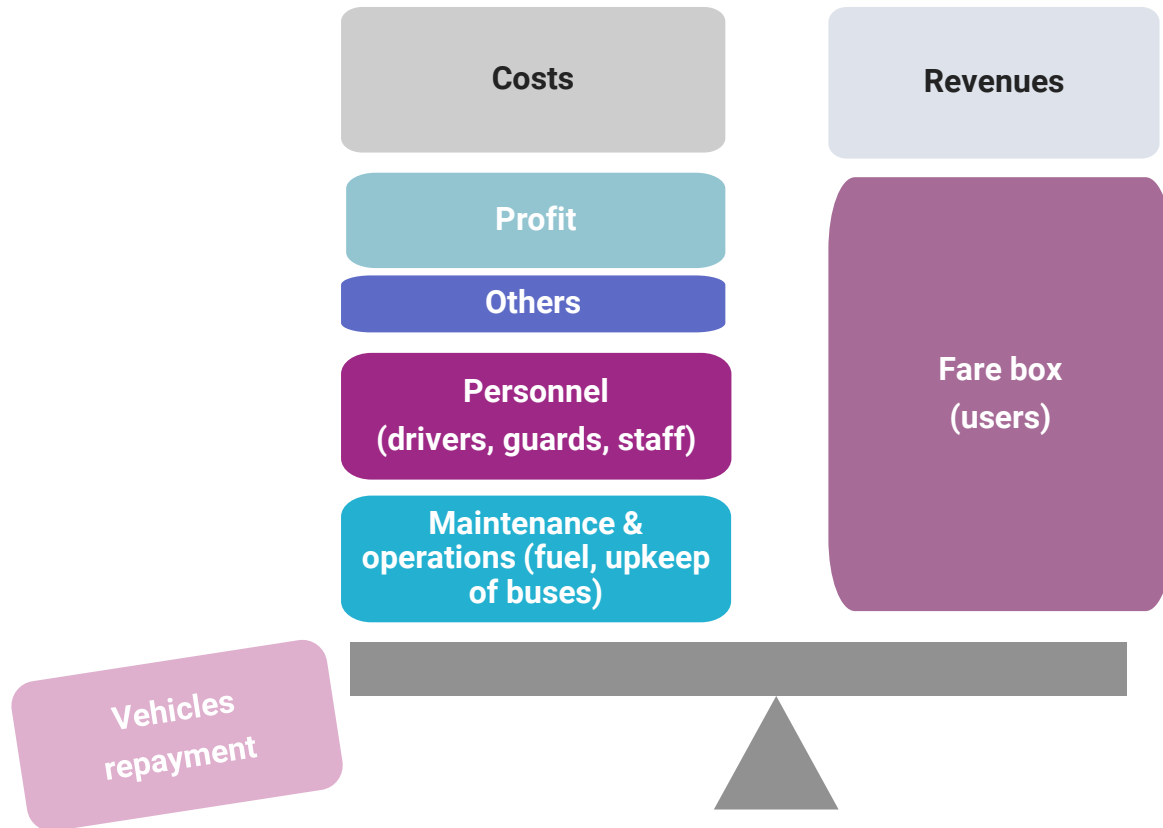 Costs
Revenues
Profit
Others
Personnel
(drivers, guards, staff)
Fare box
(users)
Maintenance &
operations (fuel, upkeep
of buses)
Vehicles
repayment